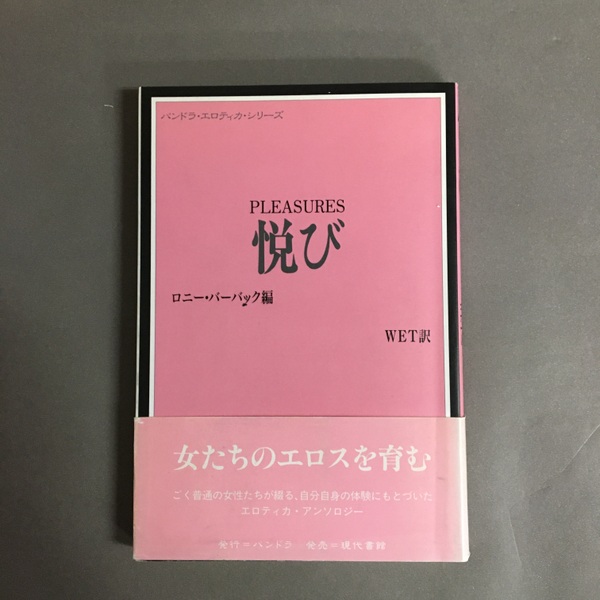 パンドラ・エロティカ・シリーズ
PLEASURES
悦び
ロニー・バーバック編
WET訳
女たちのエロスを育む
ごく普通の女性たちが綴る、自分自身の体験にもとづいた
エロティカ・アンソロジー
発行＝パンドラ 発売＝現代書館